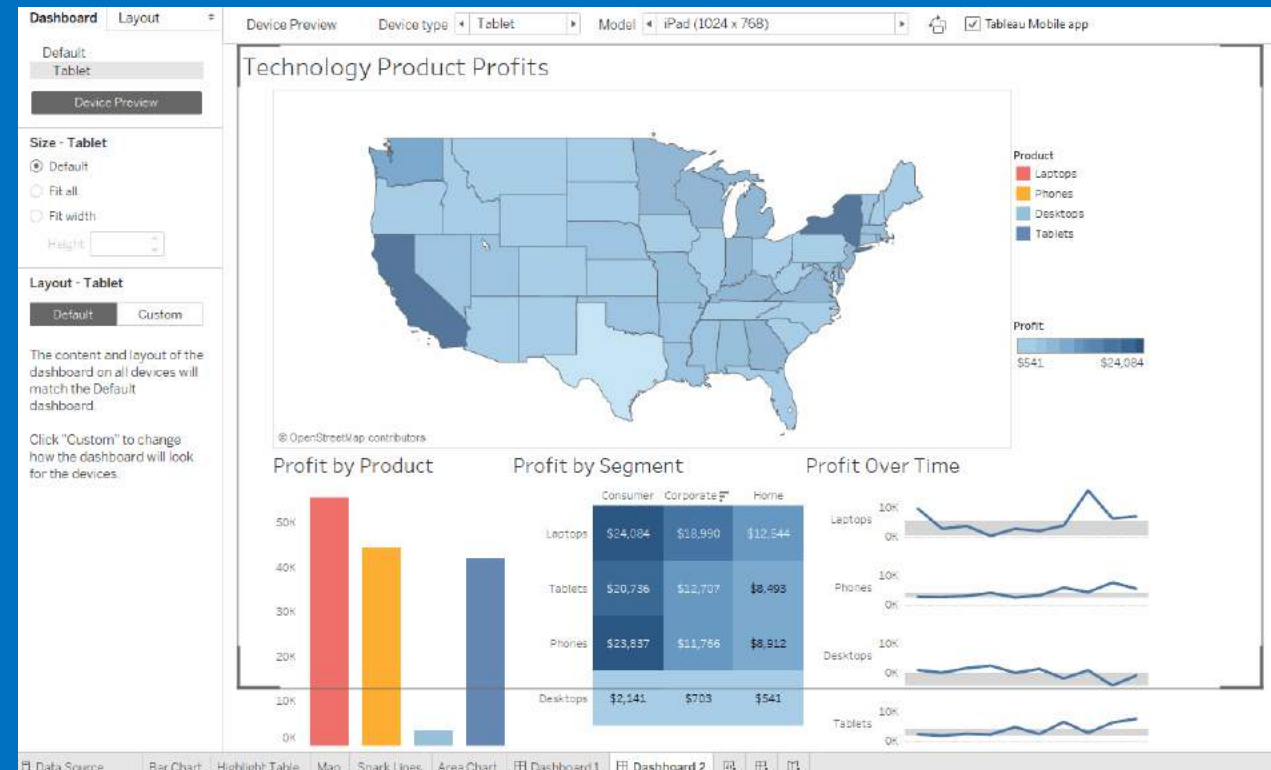 Dashboard Layout
Default
Tablet
Device Preview
Size - Tablet
Default
Fit all
Fit width
Height
Layout - Tablet
Default Custom
The content and layout of the
dashboard on all devices will
match the Default
dashboard.
Click "Custom" to change
how the dashboard will look
for the devices.
Device Preview Device type Tablet Model iPad (1024 x 768) Tableau Mobile app
Technology Product Profits
© OpenStreetMap contributors
Product
Laptops
Phones
Desktops
Tablets
Profit
$541 $24,084
Profit by Product
50K
40K
30K
20K
10K
0K
Profit by Segment
Consumer Corporate Home
Laptops $24,084 $18,990 $12,544
Tablets $20,736 $12,707 $8,493
Phones $23,837 $11,766 $8,912
Desktops $2,141 $703 $541
Profit Over Time
Laptops 10K
0K
Phones 10K
0K
Desktops 10K
0K
Tablets 10K
0K
Data Source Bar Chart Highlight Table Map Spark Lines Area Chart Dashboard 1 Dashboard 2